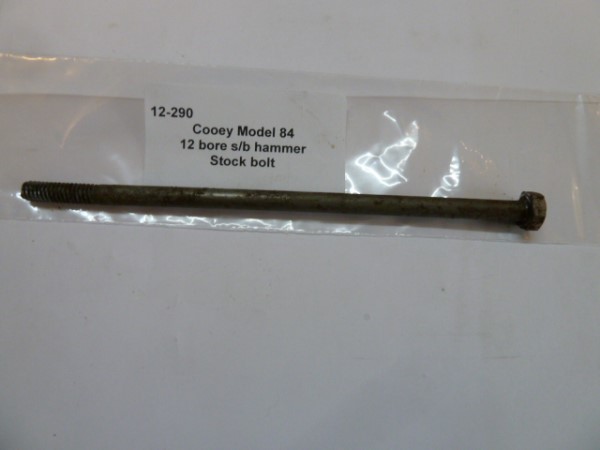 12-290
Cooey Model 84
12 bore s/b hammer
Stock bolt